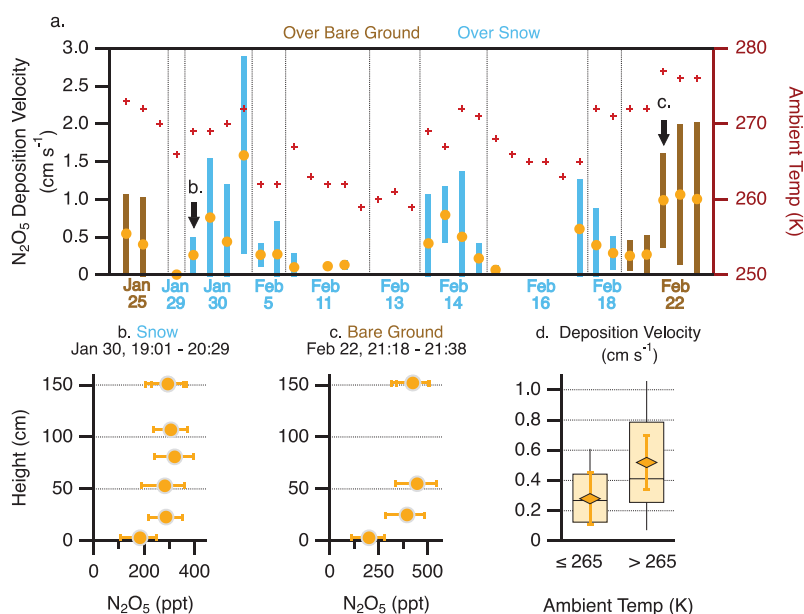 a.
Over Bare Ground Over Snow
N₂O₅ Deposition Velocity
(cm s⁻¹)
3.0
2.5
2.0
1.5
1.0
0.5
0
280
270
260
250
Ambient Temp
(K)
b.
c.
Jan 25
Jan 29
Jan 30
Feb 5
Feb 11
Feb 13
Feb 14
Feb 16
Feb 18
Feb 22
b. Snow
Jan 30, 19:01 - 20:29
Height (cm)
150
100
50
0
0 200 400
N₂O₅ (ppt)
c. Bare Ground
Feb 22, 21:18 - 21:38
150
100
50
0
0 250 500
N₂O₅ (ppt)
d. Deposition Velocity
(cm s⁻¹)
1.0
0.8
0.6
0.4
0.2
0
≤ 265 > 265
Ambient Temp (K)